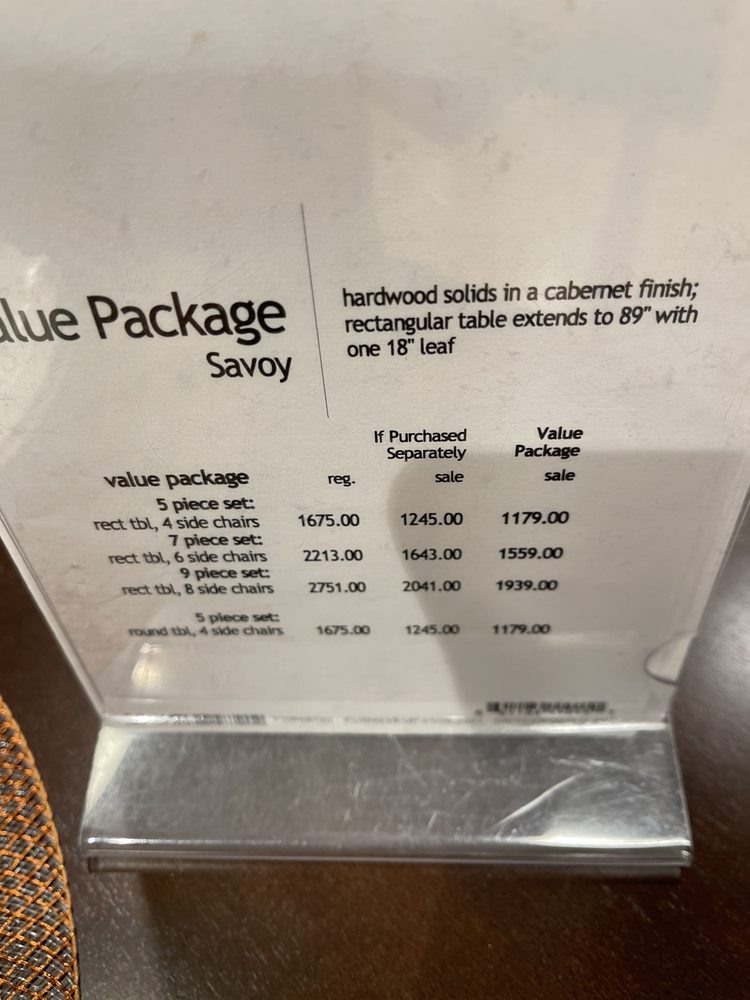 Package
Savoy
hardwood solids in a cabernet finish;
rectangular table extends to 89" with
one 18" leaf
If Purchased Separately
Value Package
value package reg. sale sale
5 piece set:
rect tbl, 4 side chairs 1675.00 1245.00 1179.00
7 piece set:
rect tbl, 6 side chairs 2213.00 1643.00 1559.00
9 piece set:
rect tbl, 8 side chairs 2751.00 2041.00 1939.00
5 piece set:
round tbl, 4 side chairs 1675.00 1245.00 1179.00